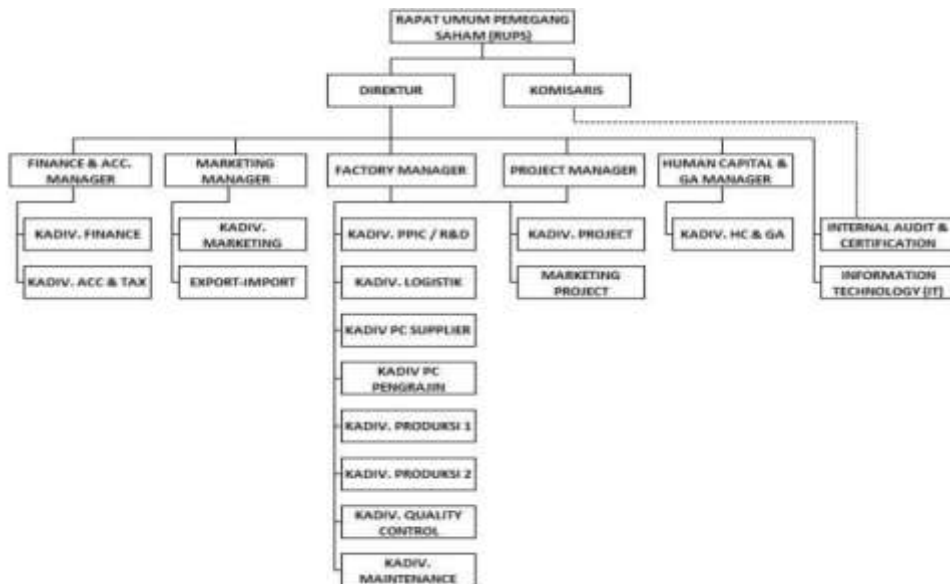 RAPAT UMUM PEMEGANG
SAHAM (RUPS)
DIREKTUR
KOMISARIS
FINANCE & ACC.
MANAGER
MARKETING
MANAGER
FACTORY MANAGER
PROJECT MANAGER
HUMAN CAPITAL &
GA MANAGER
KADIV. FINANCE
KADIV. ACC & TAX
KADIV.
MARKETING
EXPORT-IMPORT
KADIV. PPIC / R&D
KADIV. LOGISTIK
KADIV PC SUPPLIER
KADIV PC
PENGRAJIN
KADIV. PRODUKSI 1
KADIV. PRODUKSI 2
KADIV. QUALITY
CONTROL
KADIV.
MAINTENANCE
KADIV. PROJECT
MARKETING
PROJECT
KADIV. HC & GA
INTERNAL AUDIT &
CERTIFICATION
INFORMATION
TECHNOLOGY (IT)